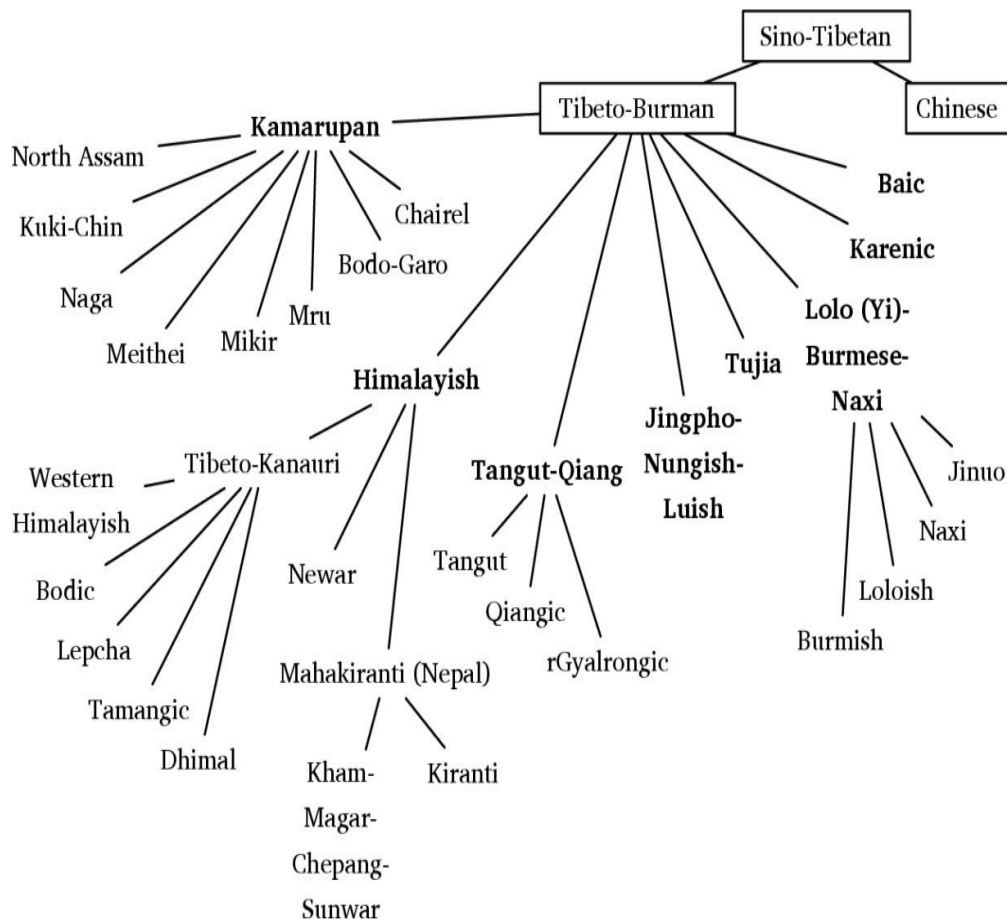 Sino-Tibetan
Tibeto-Burman
Chinese
Kamarupan
North Assam
Kuki-Chin
Naga
Meithei
Mikir
Mru
Bodo-Garo
Chairel
Baic
Karenic
Lolo (Yi)-
Burmese-
Naxi
Tujia
Jingpho-
Nungish-
Luish
Himalayish
Tangut-Qiang
Tibeto-Kanauri
Western
Himalayish
Bodic
Lepcha
Tamangic
Dhimal
Newar
Mahakiranti (Nepal)
Kham-
Magar-
Chepang-
Sunwar
Kiranti
Tangut
Qiangic
rGyalrongic
Burmish
Loloish
Naxi
Jinuo